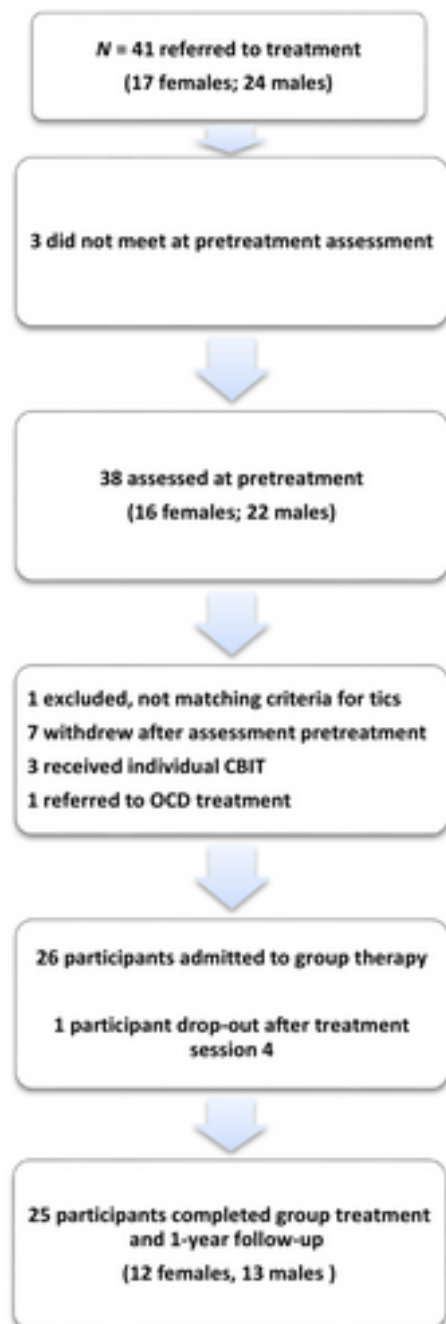 N = 41 referred to treatment
(17 females; 24 males)
3 did not meet at pretreatment assessment
38 assessed at pretreatment
(16 females; 22 males)
1 excluded, not matching criteria for tics
7 withdrew after assessment pretreatment
3 received individual CBIT
1 referred to OCD treatment
26 participants admitted to group therapy
1 participant drop-out after treatment
session 4
25 participants completed group treatment
and 1-year follow-up
(12 females, 13 males )